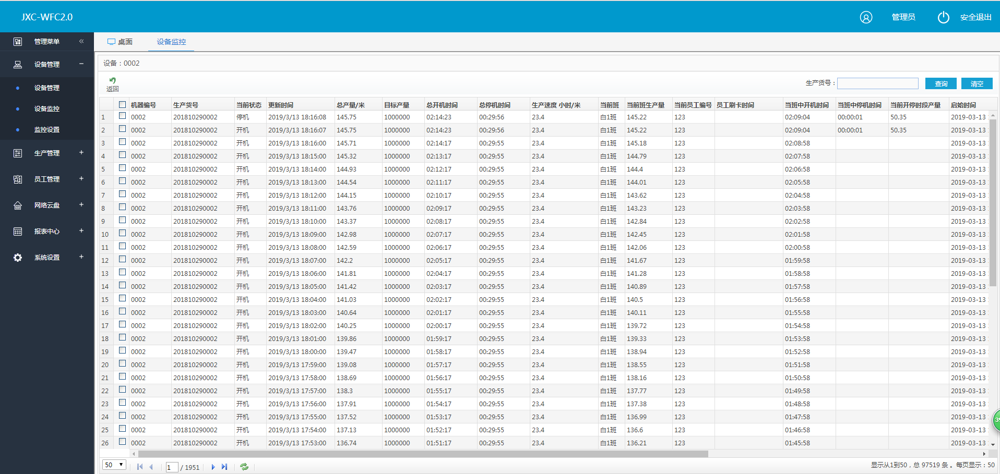 JXC-WFC2.0 管理员 安全退出
管理菜单 «
设备管理 −
设备管理
设备监控
监控设置
生产管理 +
员工管理 +
网络云盘 +
报表中心 +
系统设置 +
桌面 设备监控
设备：0002
返回 生产货号： 查询 清空
机器编号 生产货号 当前状态 更新时间 总产量/米 目标产量 总开机时间 总停机时间 生产速度 小时/米 当前班 当前班生产量 当前员工编号 员工刷卡时间 当班中开机时间 当班中停机时间 当前开停时段产量 启始时间
1 0002 201810290002 停机 2019/3/13 18:16:08 145.75 1000000 02:14:23 00:29:56 23.4 白1班 145.22 123 02:09:04 00:00:01 50.35 2019-03-13
2 0002 201810290002 开机 2019/3/13 18:16:07 145.75 1000000 02:14:23 00:29:56 23.4 白1班 145.22 123 02:09:04 00:00:01 50.35 2019-03-13
3 0002 201810290002 开机 2019/3/13 18:16:00 145.71 1000000 02:14:17 00:29:55 23.4 白1班 145.18 123 02:08:58 2019-03-13
4 0002 201810290002 开机 2019/3/13 18:15:00 145.32 1000000 02:13:17 00:29:55 23.4 白1班 144.79 123 02:07:58 2019-03-13
5 0002 201810290002 开机 2019/3/13 18:14:00 144.93 1000000 02:12:17 00:29:55 23.4 白1班 144.4 123 02:06:58 2019-03-13
6 0002 201810290002 开机 2019/3/13 18:13:00 144.54 1000000 02:11:17 00:29:55 23.4 白1班 144.01 123 02:05:58 2019-03-13
7 0002 201810290002 开机 2019/3/13 18:12:00 144.15 1000000 02:10:17 00:29:55 23.4 白1班 143.62 123 02:04:58 2019-03-13
8 0002 201810290002 开机 2019/3/13 18:11:00 143.76 1000000 02:09:17 00:29:55 23.4 白1班 143.23 123 02:03:58 2019-03-13
9 0002 201810290002 开机 2019/3/13 18:10:00 143.37 1000000 02:08:17 00:29:55 23.4 白1班 142.84 123 02:02:58 2019-03-13
10 0002 201810290002 开机 2019/3/13 18:09:00 142.98 1000000 02:07:17 00:29:55 23.4 白1班 142.45 123 02:01:58 2019-03-13
11 0002 201810290002 开机 2019/3/13 18:08:00 142.59 1000000 02:06:17 00:29:55 23.4 白1班 142.06 123 02:00:58 2019-03-13
12 0002 201810290002 开机 2019/3/13 18:07:00 142.2 1000000 02:05:17 00:29:55 23.4 白1班 141.67 123 01:59:58 2019-03-13
13 0002 201810290002 开机 2019/3/13 18:06:00 141.81 1000000 02:04:17 00:29:55 23.4 白1班 141.28 123 01:58:58 2019-03-13
14 0002 201810290002 开机 2019/3/13 18:05:00 141.42 1000000 02:03:17 00:29:55 23.4 白1班 140.89 123 01:57:58 2019-03-13
15 0002 201810290002 开机 2019/3/13 18:04:00 141.03 1000000 02:02:17 00:29:55 23.4 白1班 140.5 123 01:56:58 2019-03-13
16 0002 201810290002 开机 2019/3/13 18:03:00 140.64 1000000 02:01:17 00:29:55 23.4 白1班 140.11 123 01:55:58 2019-03-13
17 0002 201810290002 开机 2019/3/13 18:02:00 140.25 1000000 02:00:17 00:29:55 23.4 白1班 139.72 123 01:54:58 2019-03-13
18 0002 201810290002 开机 2019/3/13 18:01:00 139.86 1000000 01:59:17 00:29:55 23.4 白1班 139.33 123 01:53:58 2019-03-13
19 0002 201810290002 开机 2019/3/13 18:00:00 139.47 1000000 01:58:17 00:29:55 23.4 白1班 138.94 123 01:52:58 2019-03-13
20 0002 201810290002 开机 2019/3/13 17:59:00 139.08 1000000 01:57:17 00:29:55 23.4 白1班 138.55 123 01:51:58 2019-03-13
21 0002 201810290002 开机 2019/3/13 17:58:00 138.69 1000000 01:56:17 00:29:55 23.4 白1班 138.16 123 01:50:58 2019-03-13
22 0002 201810290002 开机 2019/3/13 17:57:00 138.3 1000000 01:55:17 00:29:55 23.4 白1班 137.77 123 01:49:58 2019-03-13
23 0002 201810290002 开机 2019/3/13 17:56:00 137.91 1000000 01:54:17 00:29:55 23.4 白1班 137.38 123 01:48:58 2019-03-13
24 0002 201810290002 开机 2019/3/13 17:55:00 137.52 1000000 01:53:17 00:29:55 23.4 白1班 136.99 123 01:47:58 2019-03-13
25 0002 201810290002 开机 2019/3/13 17:54:00 137.13 1000000 01:52:17 00:29:55 23.4 白1班 136.6 123 01:46:58 2019-03-13
26 0002 201810290002 开机 2019/3/13 17:53:00 136.74 1000000 01:51:17 00:29:55 23.4 白1班 136.21 123 01:45:58 2019-03-13
50 1 / 1951 显示从1到50，总 97519 条 。每页显示：50